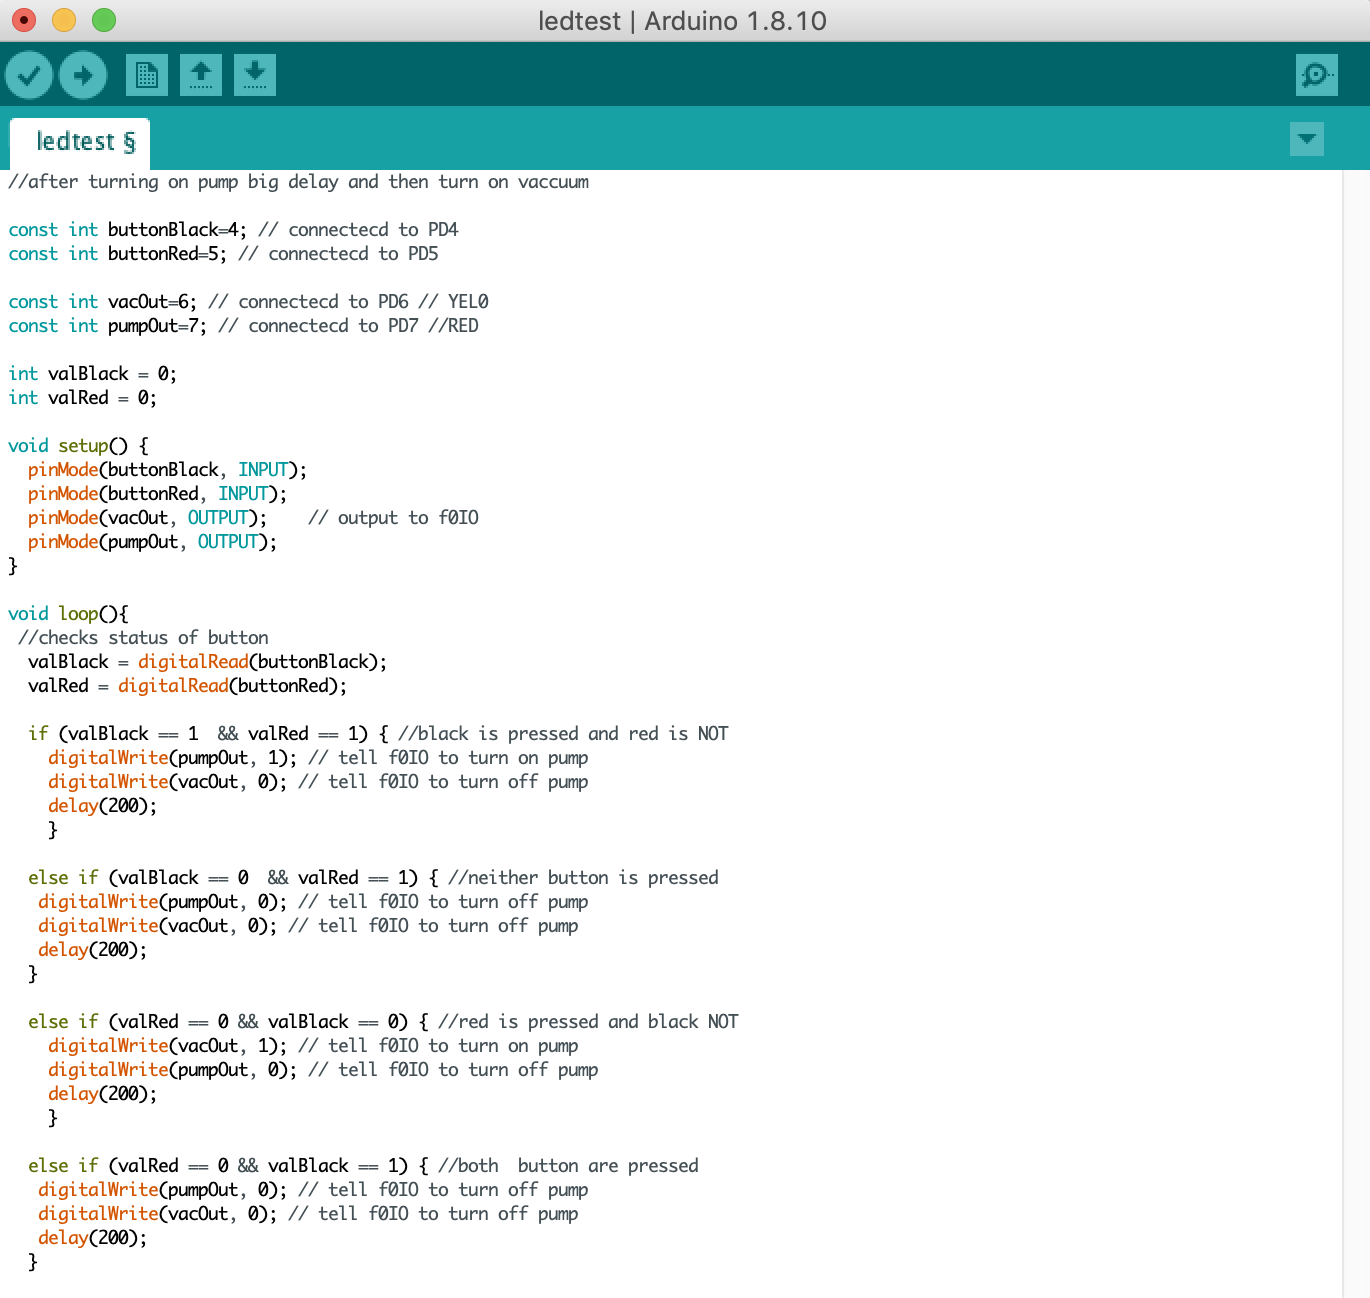 ledtest | Arduino 1.8.10
ledtest §
//after turning on pump big delay and then turn on vaccuum

const int buttonBlack=4; // connectecd to PD4
const int buttonRed=5; // connectecd to PD5

const int vacOut=6; // connectecd to PD6 // YEL0
const int pumpOut=7; // connectecd to PD7 //RED

int valBlack = 0;
int valRed = 0;

void setup() {
  pinMode(buttonBlack, INPUT);
  pinMode(buttonRed, INPUT);
  pinMode(vacOut, OUTPUT);    // output to f0IO
  pinMode(pumpOut, OUTPUT);
}

void loop(){
 //checks status of button
  valBlack = digitalRead(buttonBlack);
  valRed = digitalRead(buttonRed);

  if (valBlack == 1  && valRed == 1) { //black is pressed and red is NOT
    digitalWrite(pumpOut, 1); // tell f0IO to turn on pump
    digitalWrite(vacOut, 0); // tell f0IO to turn off pump
    delay(200);
    }

  else if (valBlack == 0  && valRed == 1) { //neither button is pressed
   digitalWrite(pumpOut, 0); // tell f0IO to turn off pump
   digitalWrite(vacOut, 0); // tell f0IO to turn off pump
   delay(200);
  }

  else if (valRed == 0 && valBlack == 0) { //red is pressed and black NOT
    digitalWrite(vacOut, 1); // tell f0IO to turn on pump
    digitalWrite(pumpOut, 0); // tell f0IO to turn off pump
    delay(200);
    }

  else if (valRed == 0 && valBlack == 1) { //both  button are pressed
   digitalWrite(pumpOut, 0); // tell f0IO to turn off pump
   digitalWrite(vacOut, 0); // tell f0IO to turn off pump
   delay(200);
  }